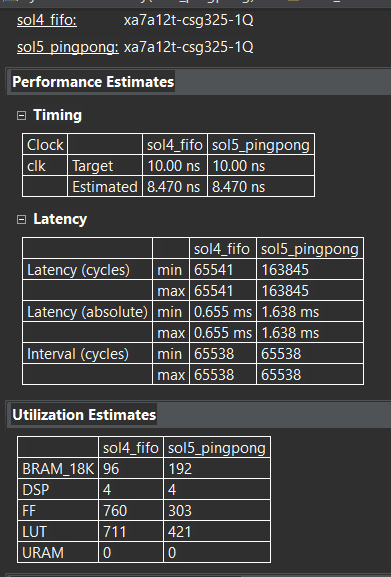 sol4_fifo: xa7a12t-csg325-1Q
sol5_pingpong: xa7a12t-csg325-1Q
Performance Estimates
Timing
Clock sol4_fifo sol5_pingpong
clk Target 10.00 ns 10.00 ns
Estimated 8.470 ns 8.470 ns
Latency
sol4_fifo sol5_pingpong
Latency (cycles) min 65541 163845
max 65541 163845
Latency (absolute) min 0.655 ms 1.638 ms
max 0.655 ms 1.638 ms
Interval (cycles) min 65538 65538
max 65538 65538
Utilization Estimates
sol4_fifo sol5_pingpong
BRAM_18K 96 192
DSP 4 4
FF 760 303
LUT 711 421
URAM 0 0